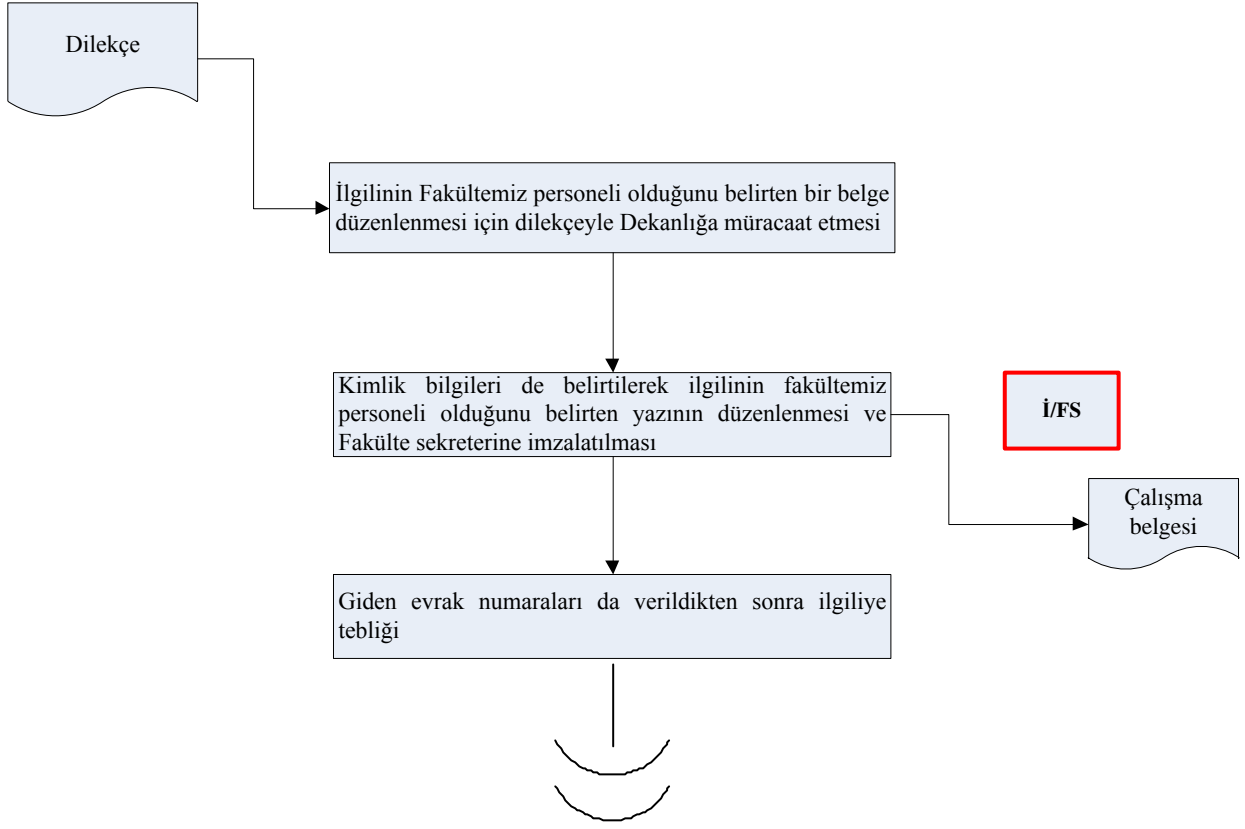 Dilekçe
İlgilinin Fakültemiz personeli olduğunu belirten bir belge
düzenlenmesi için dilekçeyle Dekanlığa müracaat etmesi
Kimlik bilgileri de belirtilerek ilgilinin fakültemiz
personeli olduğunu belirten yazının düzenlenmesi ve
Fakülte sekreterine imzalatılması
İ/FS
Çalışma
belgesi
Giden evrak numaraları da verildikten sonra ilgiliye
tebliği